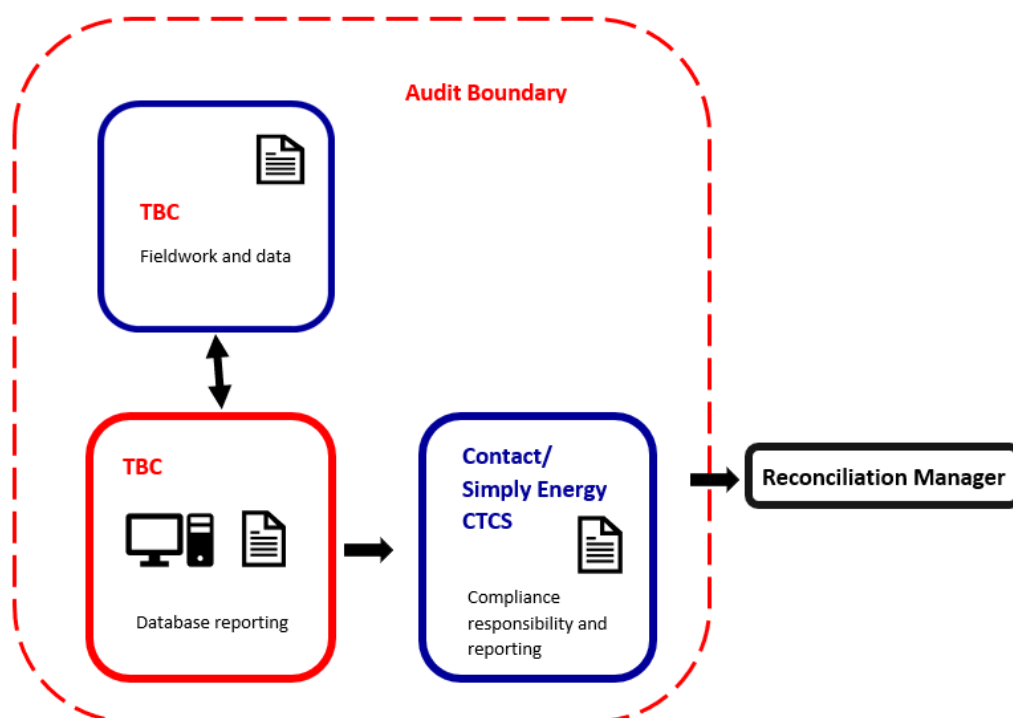 Audit Boundary
TBC
Fieldwork and data
TBC
Database reporting
Contact/
Simply Energy
CTCS
Compliance
responsibility and
reporting
Reconciliation Manager